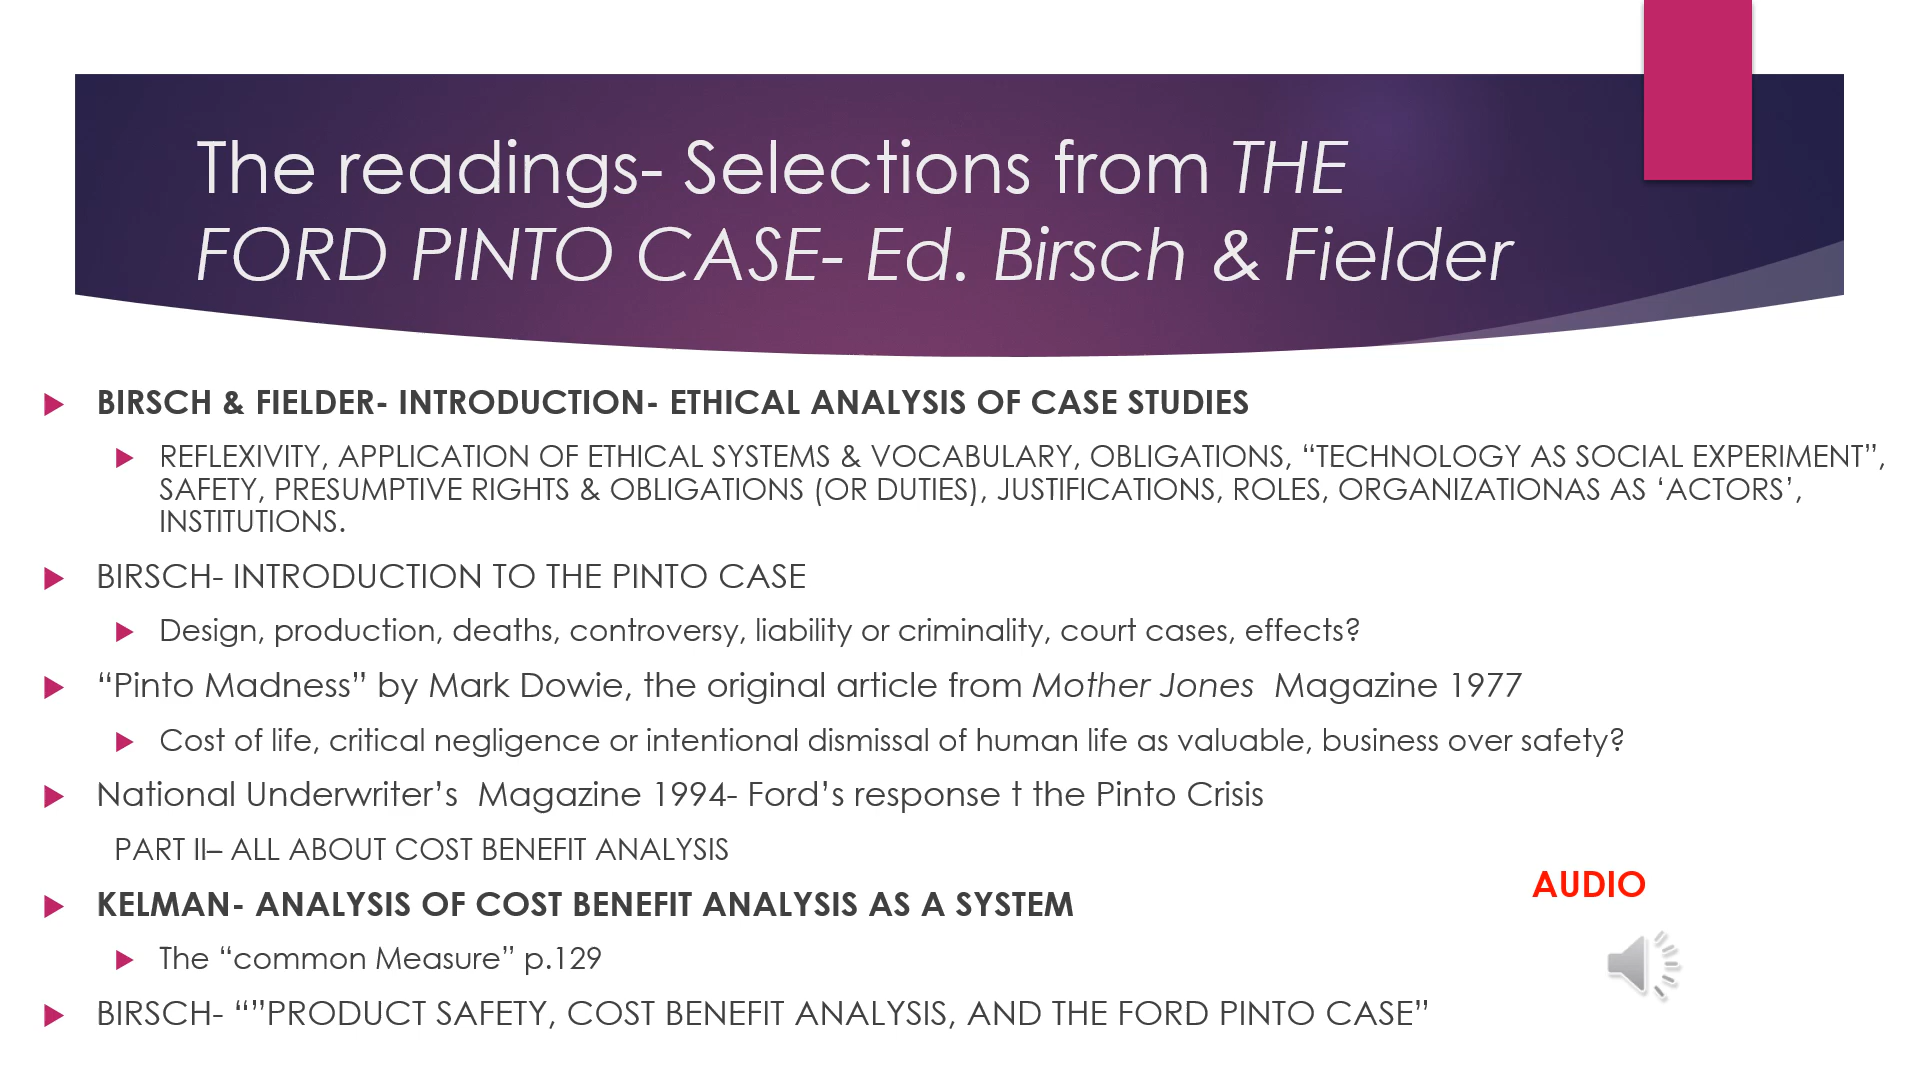 The readings- Selections from THE
FORD PINTO CASE- Ed. Birsch & Fielder
BIRSCH & FIELDER- INTRODUCTION- ETHICAL ANALYSIS OF CASE STUDIES
REFLEXIVITY, APPLICATION OF ETHICAL SYSTEMS & VOCABULARY, OBLIGATIONS, “TECHNOLOGY AS SOCIAL EXPERIMENT”,
SAFETY, PRESUMPTIVE RIGHTS & OBLIGATIONS (OR DUTIES), JUSTIFICATIONS, ROLES, ORGANIZATIONAS AS ‘ACTORS’,
INSTITUTIONS.
BIRSCH- INTRODUCTION TO THE PINTO CASE
Design, production, deaths, controversy, liability or criminality, court cases, effects?
“Pinto Madness” by Mark Dowie, the original article from Mother Jones  Magazine 1977
Cost of life, critical negligence or intentional dismissal of human life as valuable, business over safety?
National Underwriter’s  Magazine 1994- Ford’s response t the Pinto Crisis
PART II– ALL ABOUT COST BENEFIT ANALYSIS
KELMAN- ANALYSIS OF COST BENEFIT ANALYSIS AS A SYSTEM
The “common Measure” p.129
BIRSCH- “”PRODUCT SAFETY, COST BENEFIT ANALYSIS, AND THE FORD PINTO CASE”
AUDIO